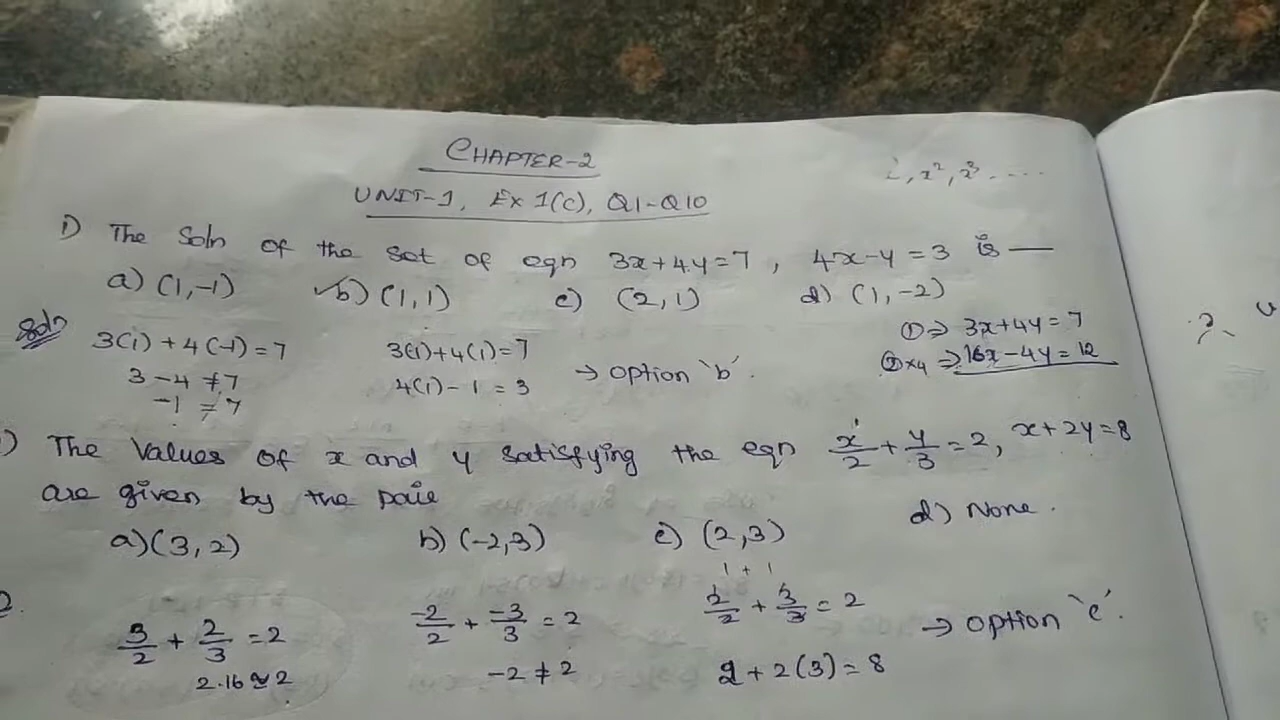 CHAPTER-2
i, x², x³ ....
UNIT-1, Ex 1(C), Q1-Q10
1) The Soln of the set of eqn 3x+4y=7, 4x-y=3 is —
a) (1,-1) b) (1,1) c) (2,1) d) (1,-2)
Soln 3(1)+4(-1)=7 3(1)+4(1)=7 → option `b'. ① ⇒ 3x+4y=7
3-4≠7 4(1)-1=3 ②×4 ⇒ 16x-4y=12
-1≠7
) The Values of x and y satisfying the eqn x/2 + y/3 = 2, x+2y=8
are given by the pair
a) (3,2) b) (-2,3) c) (2,3) d) None.
1 + 1
2. 3/2 + 2/3 = 2 -2/2 + -3/3 = 2 2/2 + 3/3 = 2 → option `c'.
2.16≃2 -2≠2 2+2(3)=8